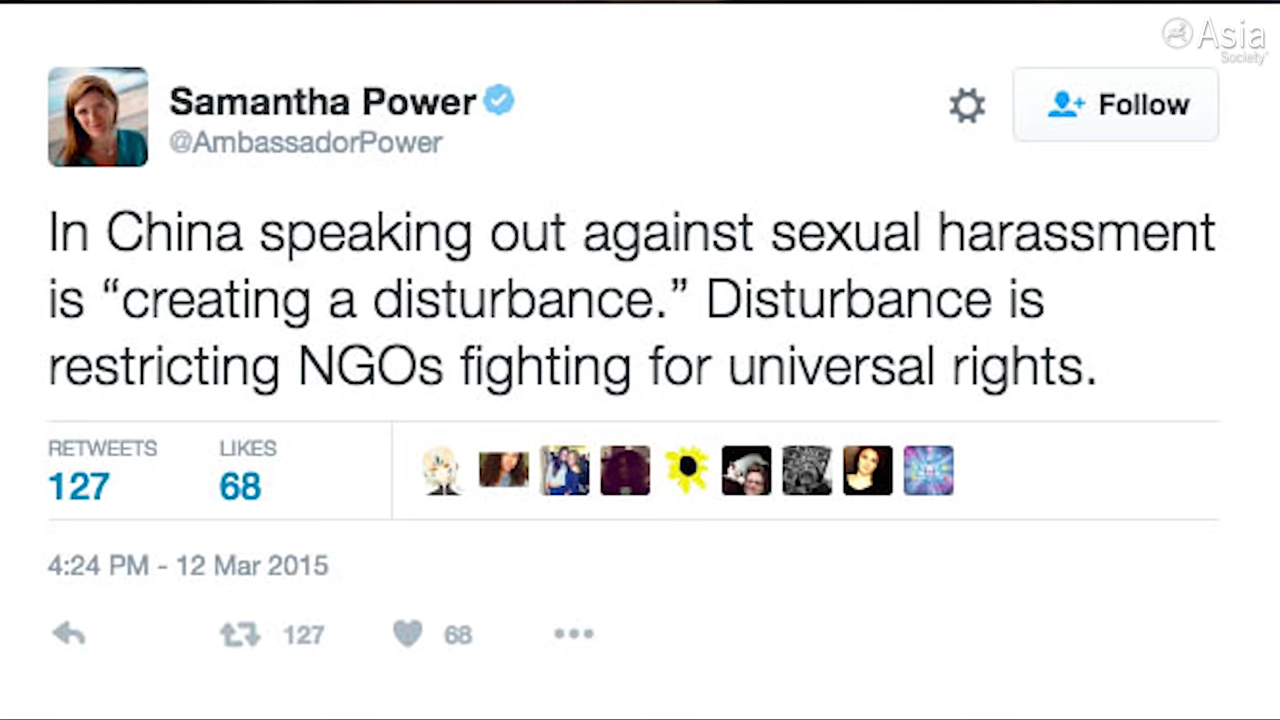 Asia
Society
Samantha Power
@AmbassadorPower
Follow
In China speaking out against sexual harassment
is “creating a disturbance.” Disturbance is
restricting NGOs fighting for universal rights.
RETWEETS LIKES
127 68
4:24 PM - 12 Mar 2015
127 68